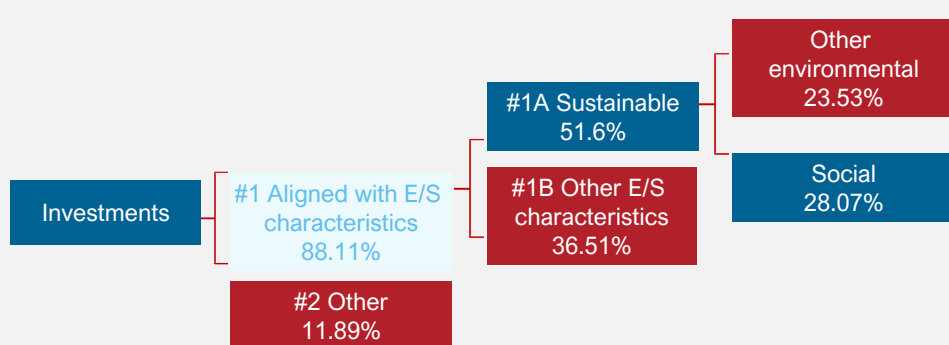 Investments
#1 Aligned with E/S
characteristics
88.11%
#2 Other
11.89%
#1A Sustainable
51.6%
#1B Other E/S
characteristics
36.51%
Other
environmental
23.53%
Social
28.07%